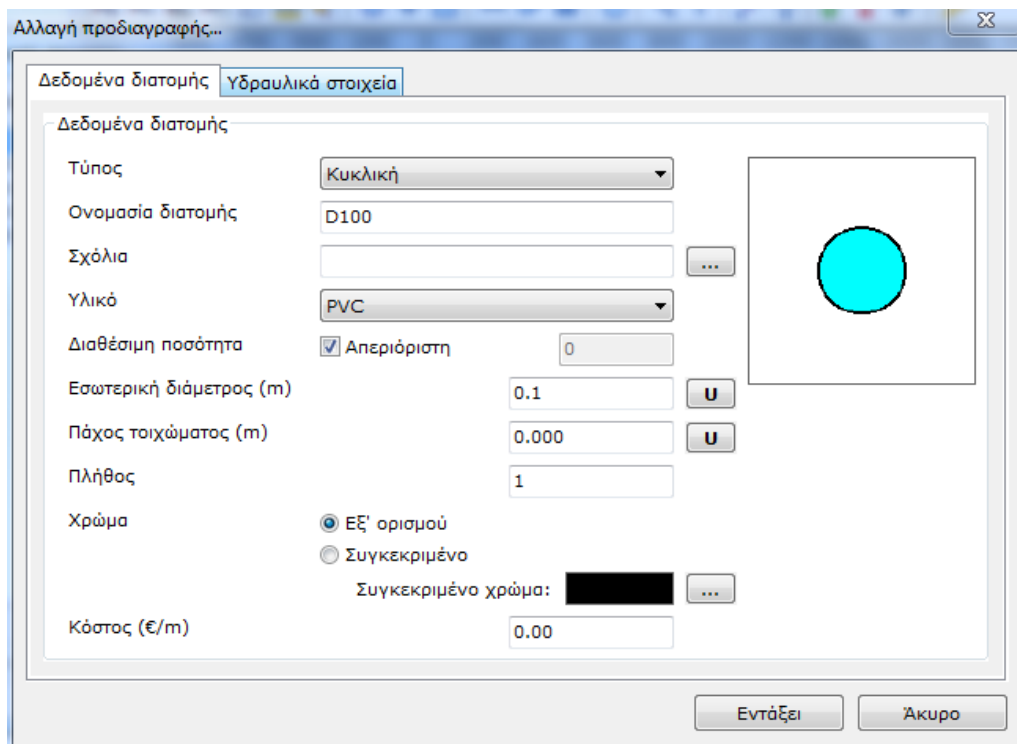 Αλλαγή προδιαγραφής...
Δεδομένα διατομής Υδραυλικά στοιχεία
Δεδομένα διατομής
Τύπος Κυκλική
Ονομασία διατομής D100
Σχόλια ...
Υλικό PVC
Διαθέσιμη ποσότητα Απεριόριστη 0
Εσωτερική διάμετρος (m) 0.1 U
Πάχος τοιχώματος (m) 0.000 U
Πλήθος 1
Χρώμα Εξ' ορισμού
Συγκεκριμένο
Συγκεκριμένο χρώμα: ...
Κόστος (€/m) 0.00
Εντάξει Άκυρο